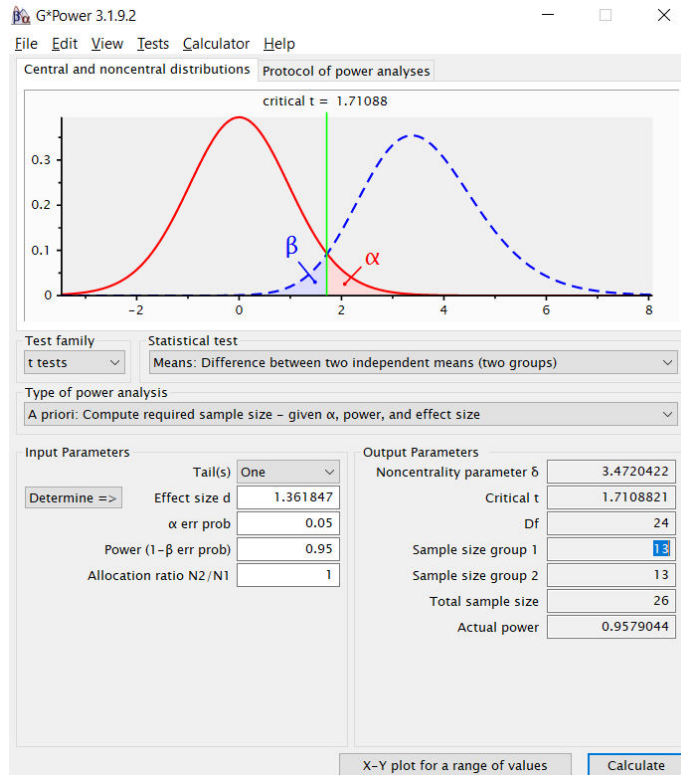 βα G*Power 3.1.9.2
File Edit View Tests Calculator Help
Central and noncentral distributions Protocol of power analyses
critical t = 1.71088
0.3
0.2
0.1
0
β
α
-2 0 2 4 6 8
Test family Statistical test
t tests Means: Difference between two independent means (two groups)
Type of power analysis
A priori: Compute required sample size – given α, power, and effect size
Input Parameters
Tail(s) One
Determine => Effect size d 1.361847
α err prob 0.05
Power (1-β err prob) 0.95
Allocation ratio N2/N1 1
Output Parameters
Noncentrality parameter δ 3.4720422
Critical t 1.7108821
Df 24
Sample size group 1 13
Sample size group 2 13
Total sample size 26
Actual power 0.9579044
X-Y plot for a range of values Calculate